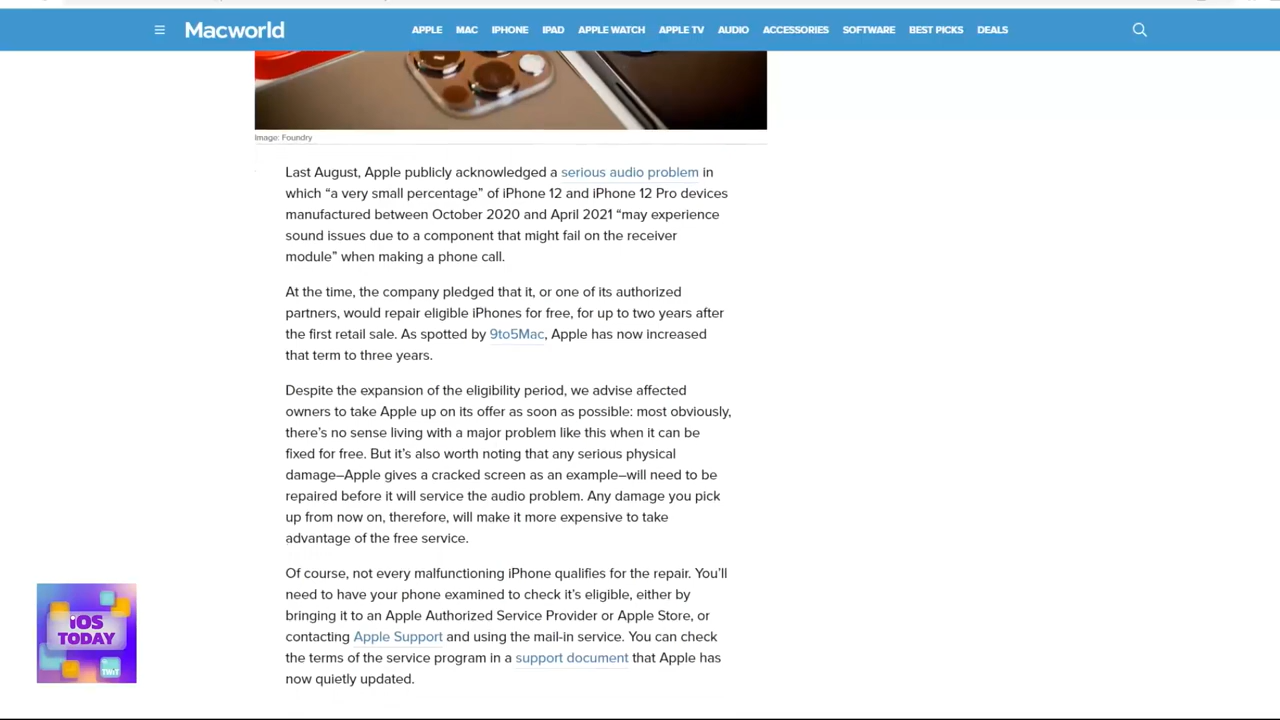 Macworld
APPLE MAC IPHONE IPAD APPLE WATCH APPLE TV AUDIO ACCESSORIES SOFTWARE BEST PICKS DEALS
Image: Foundry
Last August, Apple publicly acknowledged a serious audio problem in
which “a very small percentage” of iPhone 12 and iPhone 12 Pro devices
manufactured between October 2020 and April 2021 “may experience
sound issues due to a component that might fail on the receiver
module” when making a phone call.
At the time, the company pledged that it, or one of its authorized
partners, would repair eligible iPhones for free, for up to two years after
the first retail sale. As spotted by 9to5Mac, Apple has now increased
that term to three years.
Despite the expansion of the eligibility period, we advise affected
owners to take Apple up on its offer as soon as possible: most obviously,
there’s no sense living with a major problem like this when it can be
fixed for free. But it’s also worth noting that any serious physical
damage–Apple gives a cracked screen as an example–will need to be
repaired before it will service the audio problem. Any damage you pick
up from now on, therefore, will make it more expensive to take
advantage of the free service.
Of course, not every malfunctioning iPhone qualifies for the repair. You’ll
need to have your phone examined to check it’s eligible, either by
bringing it to an Apple Authorized Service Provider or Apple Store, or
contacting Apple Support and using the mail-in service. You can check
the terms of the service program in a support document that Apple has
now quietly updated.
iOS
TODAY
TWiT